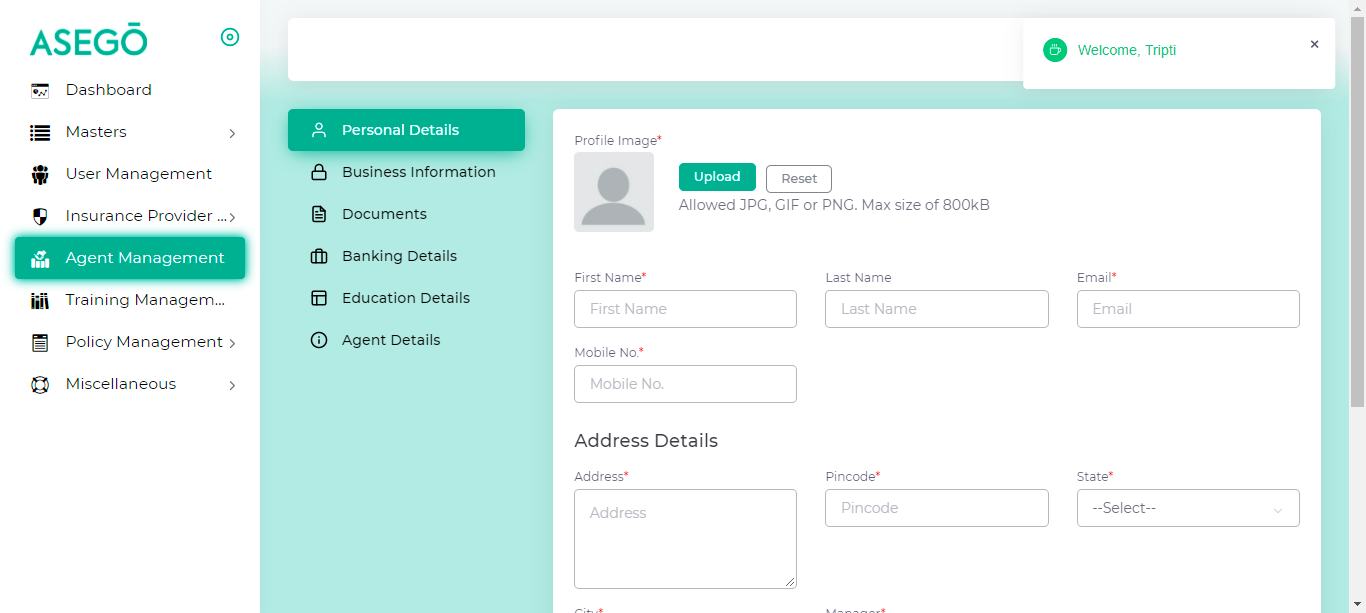 ASEGŌ
Dashboard
Masters
User Management
Insurance Provider ...
Agent Management
Training Managem...
Policy Management
Miscellaneous
Welcome, Tripti
×
Personal Details
Business Information
Documents
Banking Details
Education Details
Agent Details
Profile Image*
Upload
Reset
Allowed JPG, GIF or PNG. Max size of 800kB
First Name*
Last Name
Email*
First Name
Last Name
Email
Mobile No.*
Mobile No.
Address Details
Address*
Pincode*
State*
Address
Pincode
--Select--
City*
Manager*